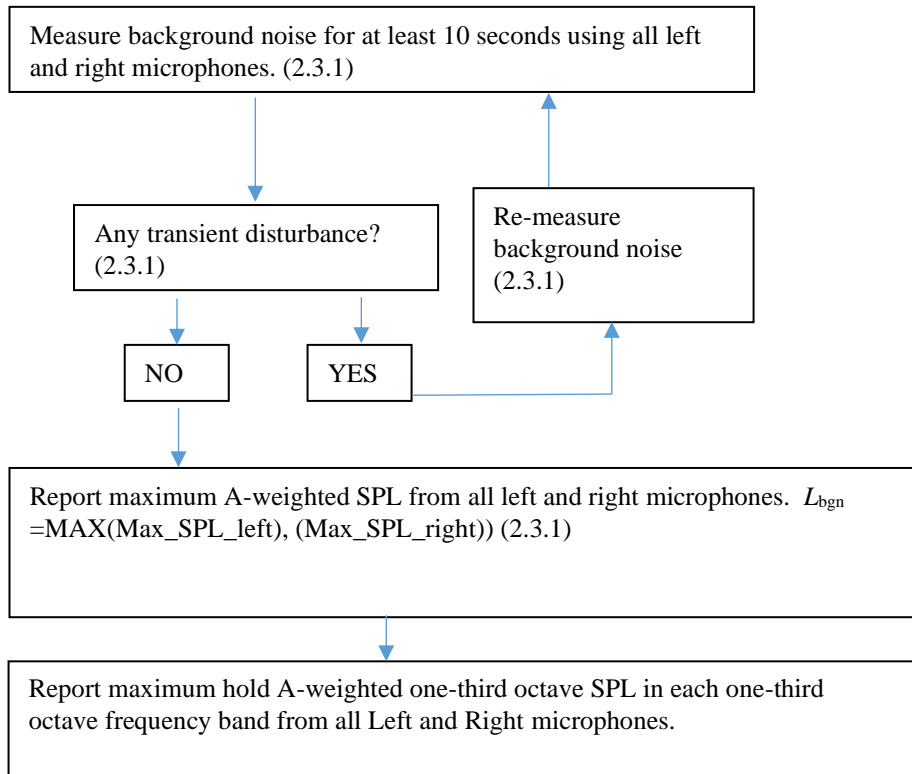 Measure background noise for at least 10 seconds using all left
and right microphones. (2.3.1)
Any transient disturbance?
(2.3.1)
Re-measure
background noise
(2.3.1)
NO
YES
Report maximum A-weighted SPL from all left and right microphones. Lbgn
=MAX(Max_SPL_left), (Max_SPL_right)) (2.3.1)
Report maximum hold A-weighted one-third octave SPL in each one-third
octave frequency band from all Left and Right microphones.